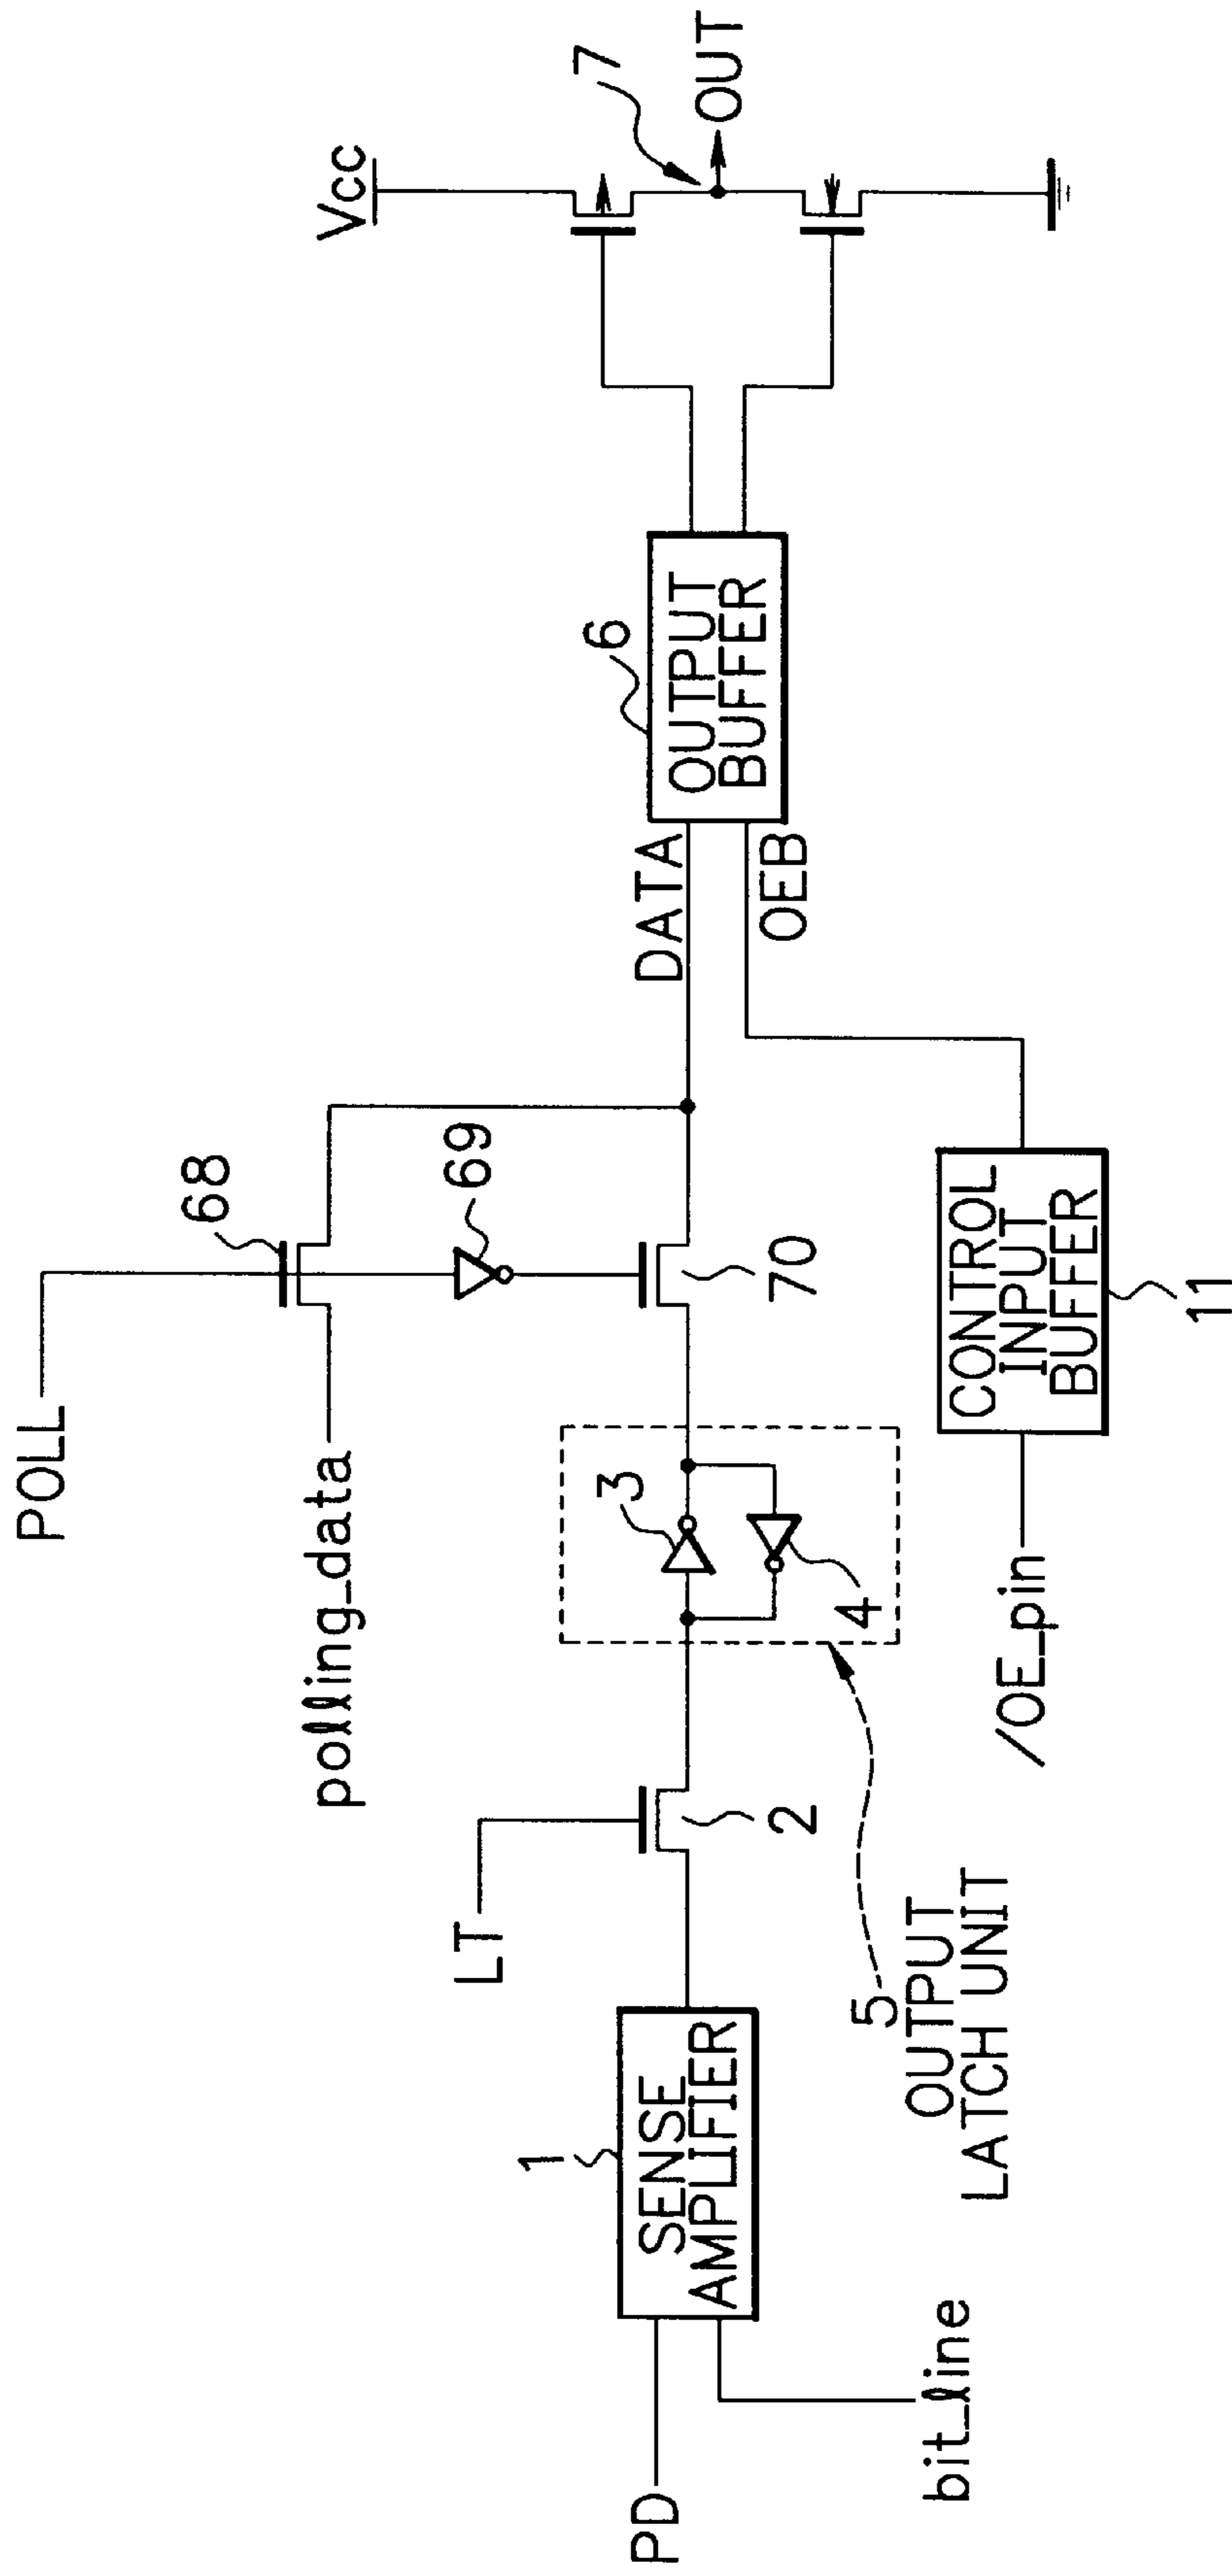 POLL
polling_data
68
69
70
LT
2
PD
bit_line
1
SENSE
AMPLIFIER
3
4
5
OUTPUT
LATCH UNIT
/OE_pin
CONTROL
INPUT
BUFFER
11
DATA
OEB
6
OUTPUT
BUFFER
Vcc
7
OUT